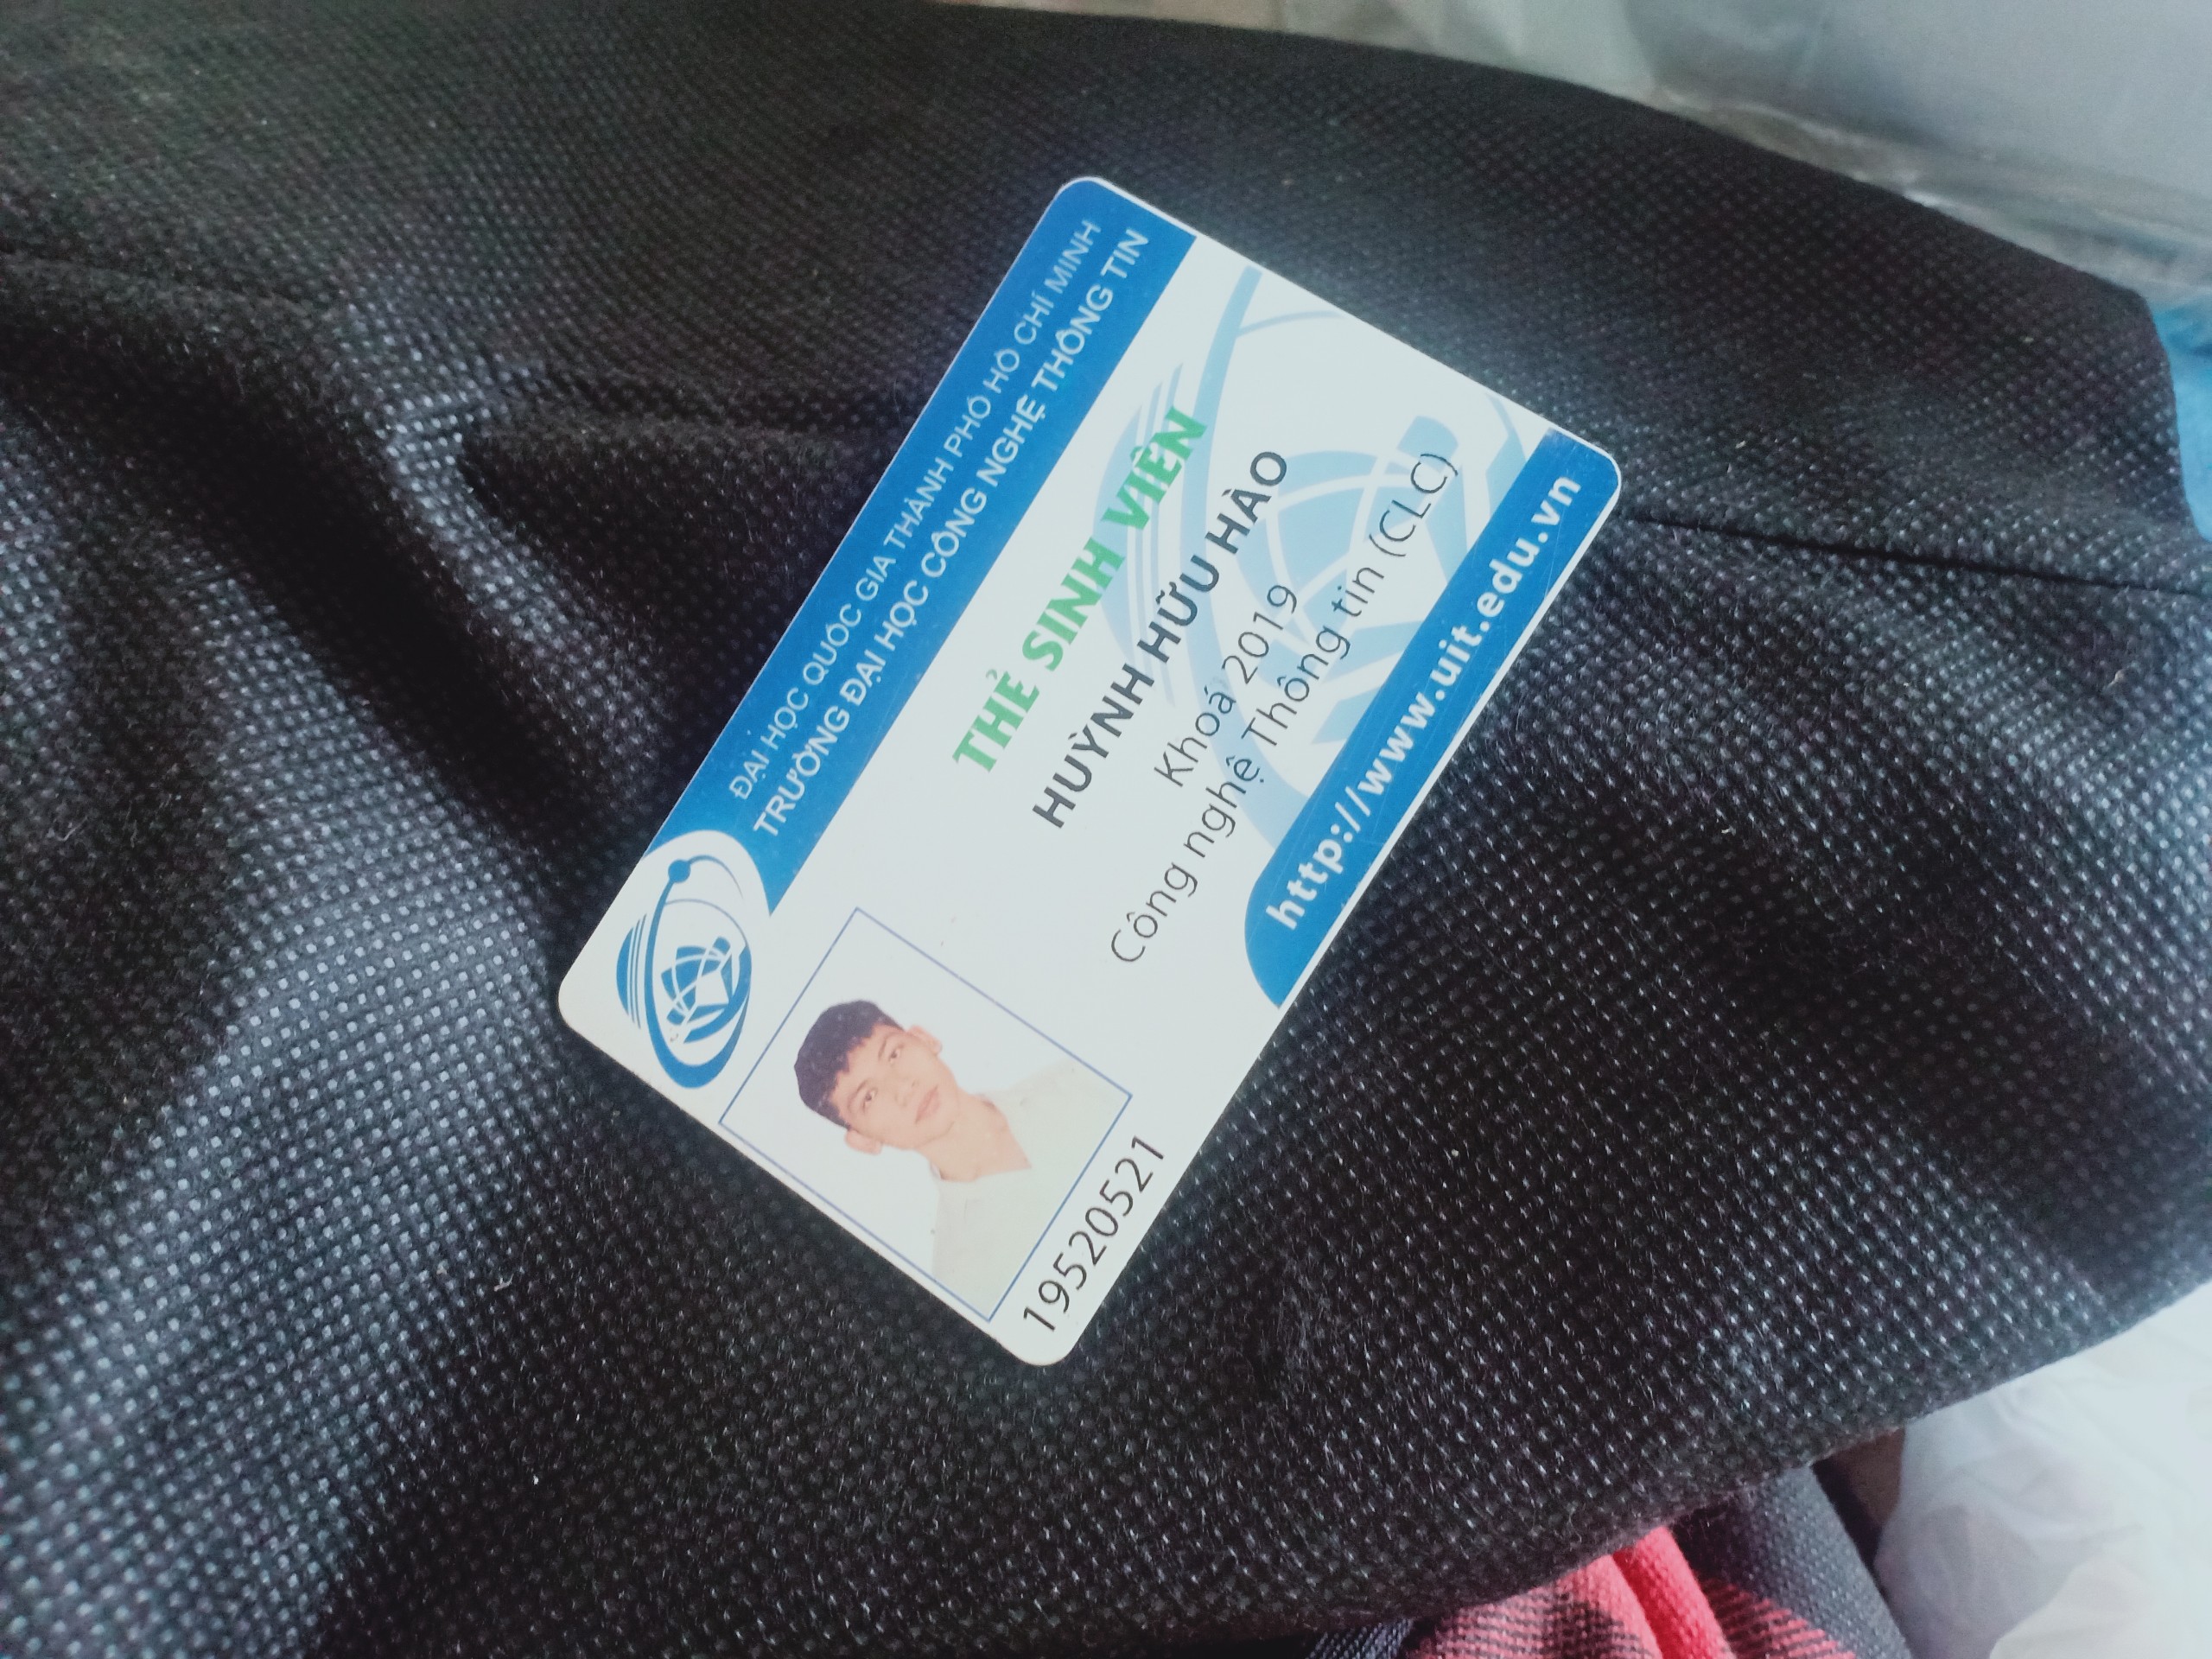 ĐẠI HỌC QUỐC GIA THÀNH PHỐ HỒ CHÍ MINH
TRƯỜNG ĐẠI HỌC CÔNG NGHỆ THÔNG TIN
THẺ SINH VIÊN
HUỲNH HỮU HÀO
Khoá 2019
Công nghệ Thông tin (CLC)
http://www.uit.edu.vn
19520521